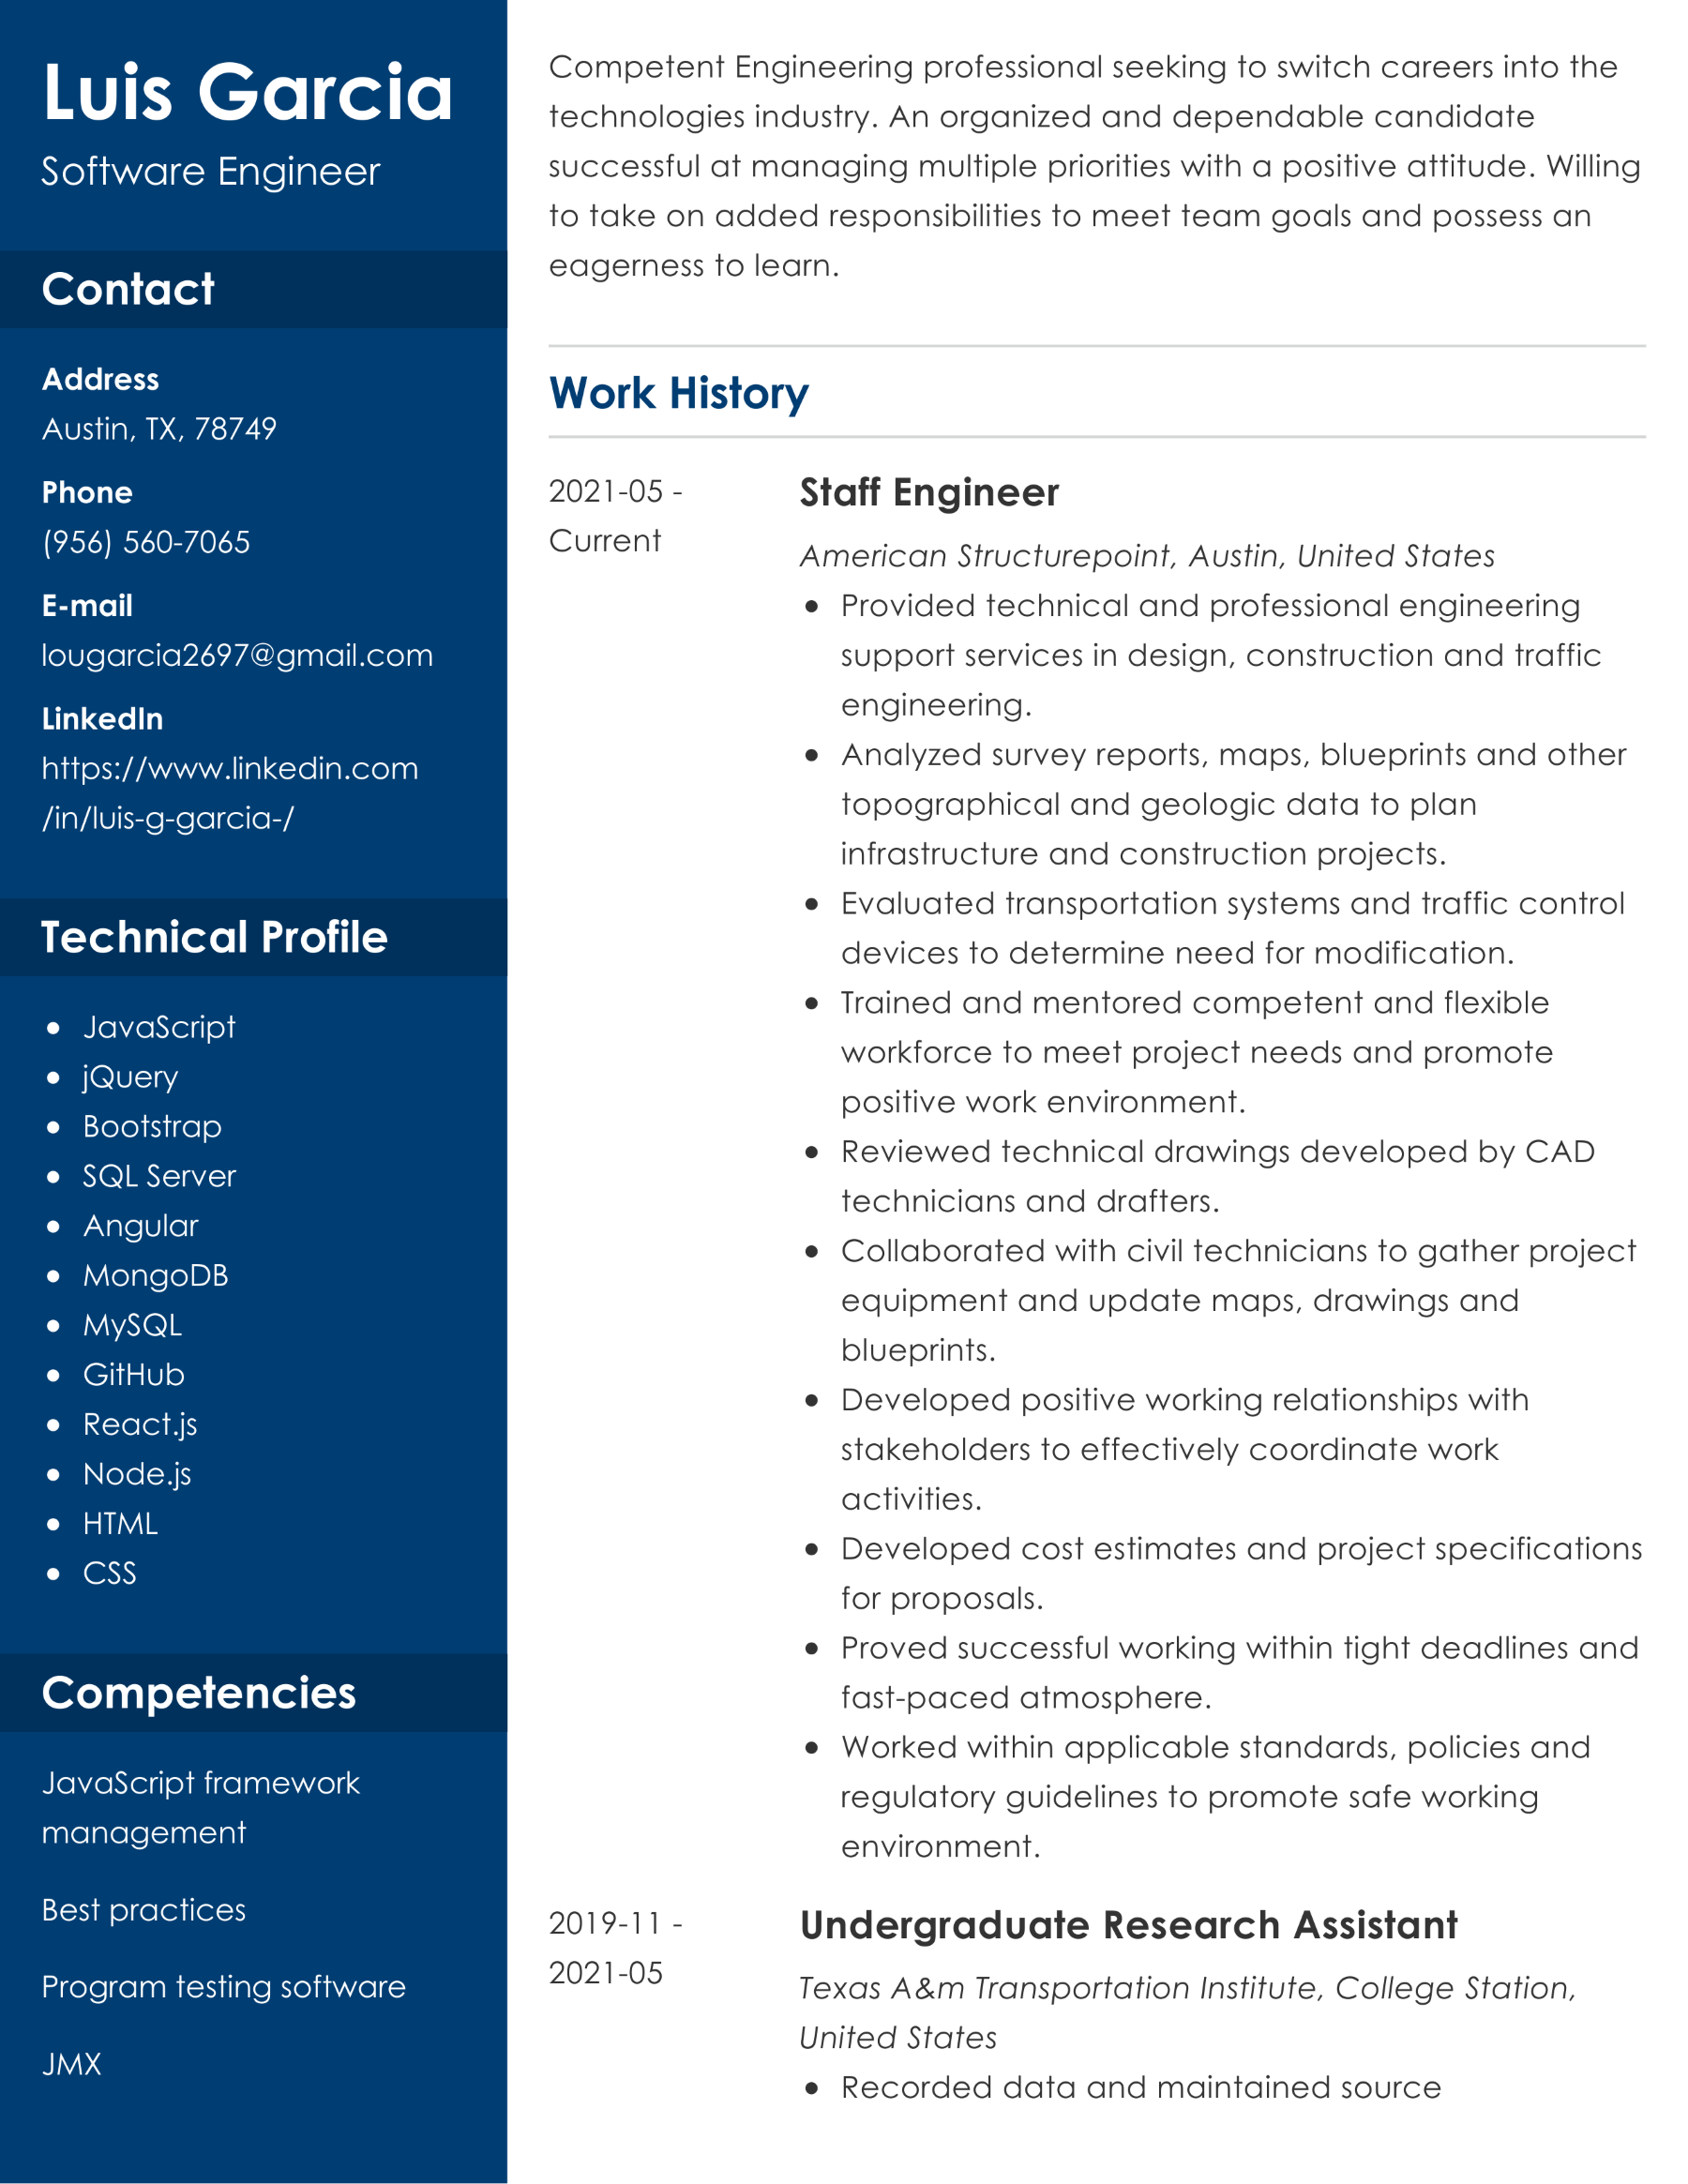 Luis Garcia
Software Engineer
Contact
Address
Austin, TX, 78749
Phone
(956) 560-7065
E-mail
lougarcia2697@gmail.com
LinkedIn
https://www.linkedin.com
/in/luis-g-garcia-/
Technical Profile
• JavaScript
• jQuery
• Bootstrap
• SQL Server
• Angular
• MongoDB
• MySQL
• GitHub
• React.js
• Node.js
• HTML
• CSS
Competencies
JavaScript framework
management
Best practices
Program testing software
JMX
Competent Engineering professional seeking to switch careers into the
technologies industry. An organized and dependable candidate
successful at managing multiple priorities with a positive attitude. Willing
to take on added responsibilities to meet team goals and possess an
eagerness to learn.
Work History
2021-05 -
Current
Staff Engineer
American Structurepoint, Austin, United States
• Provided technical and professional engineering
support services in design, construction and traffic
engineering.
• Analyzed survey reports, maps, blueprints and other
topographical and geologic data to plan
infrastructure and construction projects.
• Evaluated transportation systems and traffic control
devices to determine need for modification.
• Trained and mentored competent and flexible
workforce to meet project needs and promote
positive work environment.
• Reviewed technical drawings developed by CAD
technicians and drafters.
• Collaborated with civil technicians to gather project
equipment and update maps, drawings and
blueprints.
• Developed positive working relationships with
stakeholders to effectively coordinate work
activities.
• Developed cost estimates and project specifications
for proposals.
• Proved successful working within tight deadlines and
fast-paced atmosphere.
• Worked within applicable standards, policies and
regulatory guidelines to promote safe working
environment.
2019-11 -
2021-05
Undergraduate Research Assistant
Texas A&m Transportation Institute, College Station,
United States
• Recorded data and maintained source